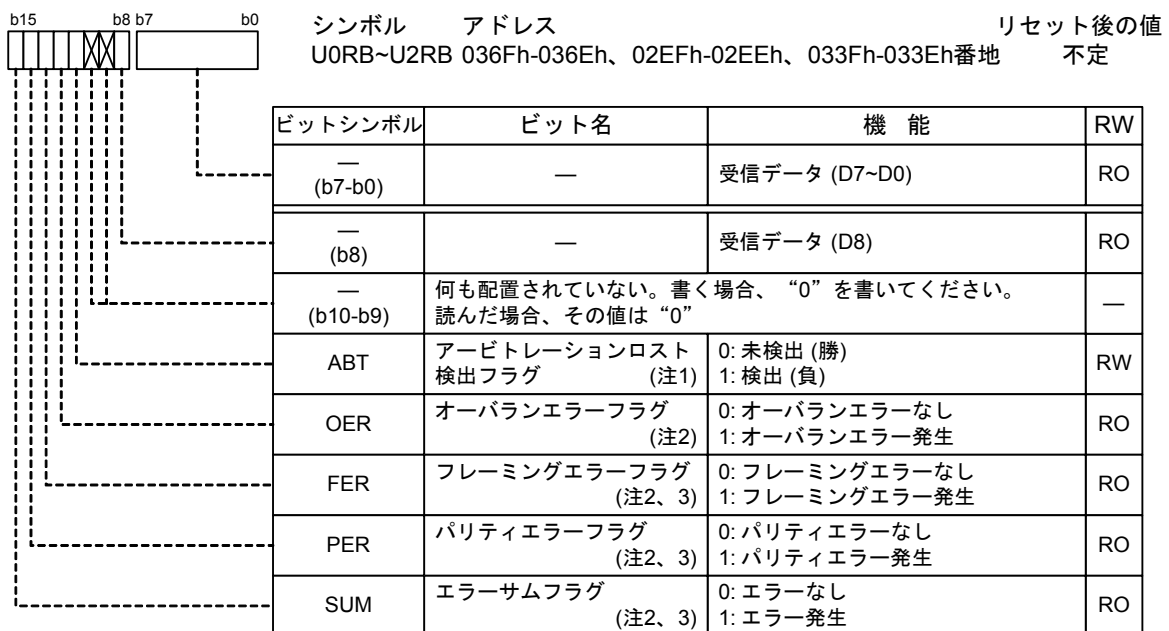 b15 b8 b7 b0
シンボル アドレス リセット後の値
U0RB~U2RB 036Fh-036Eh、02EFh-02EEh、033Fh-033Eh番地 不定
ビットシンボル ビット名 機 能 RW
— (b7-b0) — 受信データ (D7~D0) RO
— (b8) — 受信データ (D8) RO
— (b10-b9) 何も配置されていない。書く場合、“0”を書いてください。 —
読んだ場合、その値は“0”
ABT アービトレーションロスト 0: 未検出 (勝) RW
検出フラグ (注1) 1: 検出 (負)
OER オーバランエラーフラグ 0: オーバランエラーなし RO
(注2) 1: オーバランエラー発生
FER フレーミングエラーフラグ 0: フレーミングエラーなし RO
(注2、3) 1: フレーミングエラー発生
PER パリティエラーフラグ 0: パリティエラーなし RO
(注2、3) 1: パリティエラー発生
SUM エラーサムフラグ 0: エラーなし RO
(注2、3) 1: エラー発生